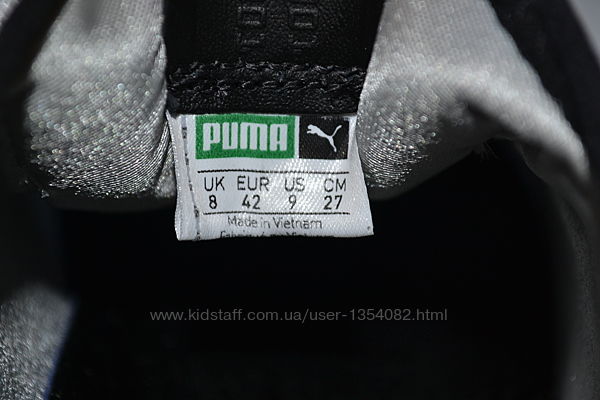 PUMA
UK EUR US CM
8 42 9 27
Made in Vietnam
www.kidstaff.com.ua/user-1354082.html